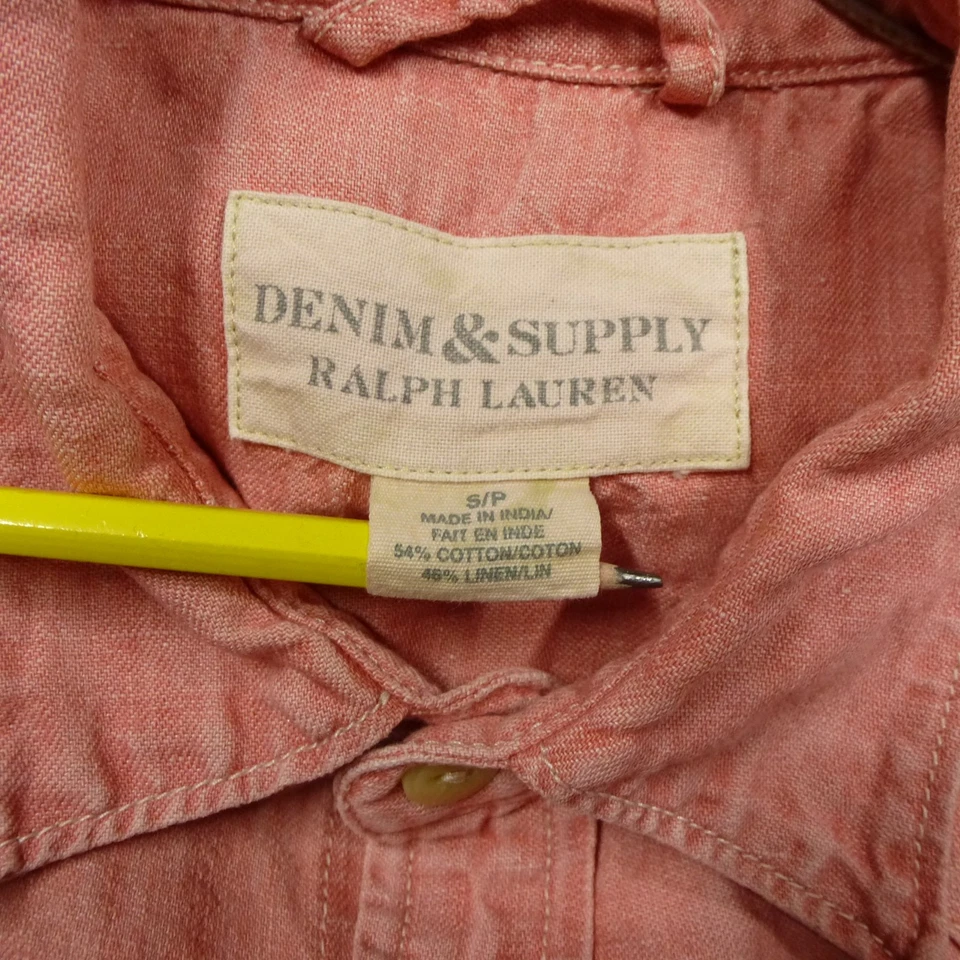 DENIM & SUPPLY
RALPH LAUREN
S/P
MADE IN INDIA/
FAIT EN INDE
54% COTTON/COTON
46% LINEN/LIN